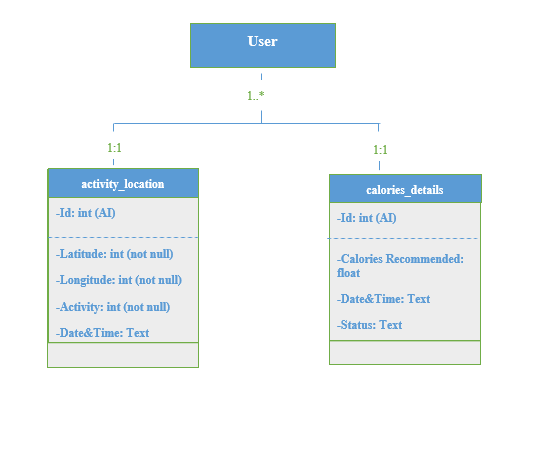 User
1..*
1:1
1:1
activity_location
-Id: int (AI)
-Latitude: int (not null)
-Longitude: int (not null)
-Activity: int (not null)
-Date&Time: Text
calories_details
-Id: int (AI)
-Calories Recommended:
float
-Date&Time: Text
-Status: Text